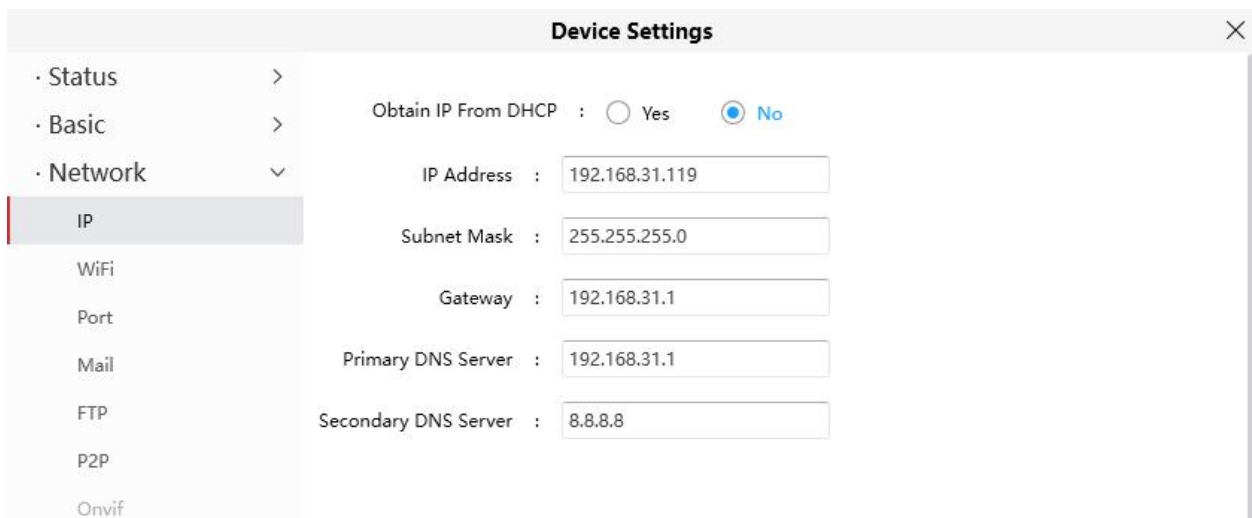 Device Settings
· Status
· Basic
· Network
IP
WiFi
Port
Mail
FTP
P2P
Onvif
Obtain IP From DHCP : Yes No
IP Address : 192.168.31.119
Subnet Mask : 255.255.255.0
Gateway : 192.168.31.1
Primary DNS Server : 192.168.31.1
Secondary DNS Server : 8.8.8.8